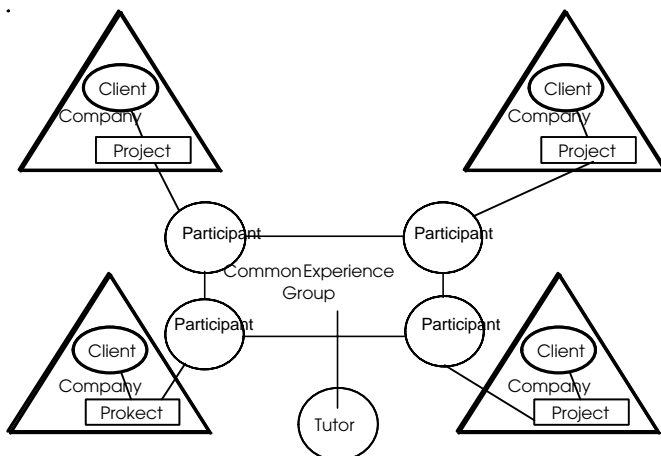 Client
Company
Project
Client
Company
Project
Participant
Participant
Common Experience
Group
Participant
Participant
Client
Company
Prokect
Client
Company
Project
Tutor